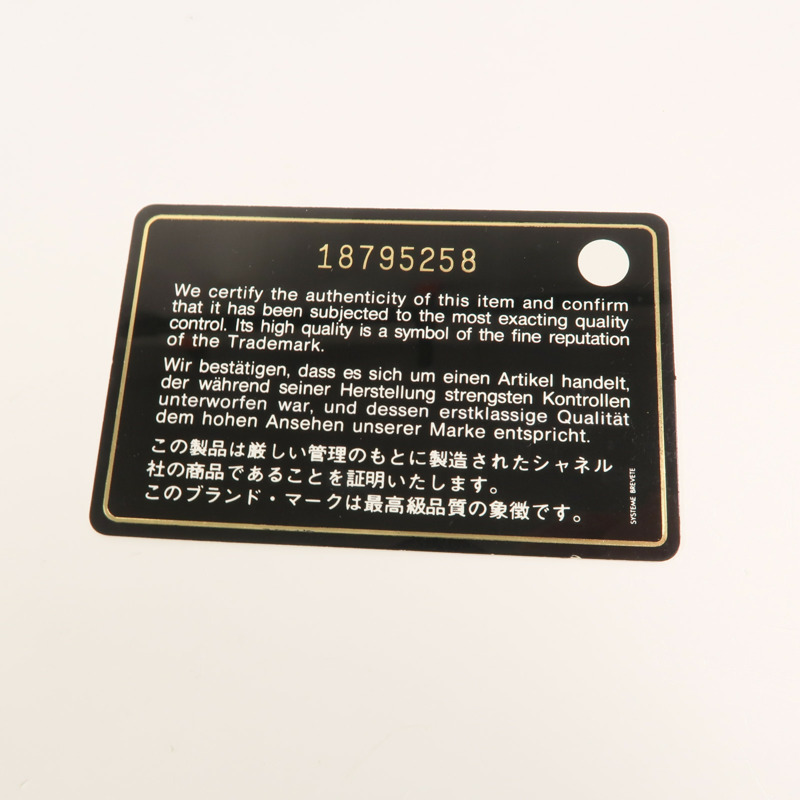 18795258
We certify the authenticity of this item and confirm
that it has been subjected to the most exacting quality
control. Its high quality is a symbol of the fine reputation
of the Trademark.
Wir bestätigen, dass es sich um einen Artikel handelt,
der während seiner Herstellung strengsten Kontrollen
unterworfen war, und dessen erstklassige Qualität
dem hohen Ansehen unserer Marke entspricht.
この製品は厳しい管理のもとに製造されたシャネル
社の商品であることを証明いたします。
このブランド・マークは最高級品質の象徴です。
SYSTEME BREVETE